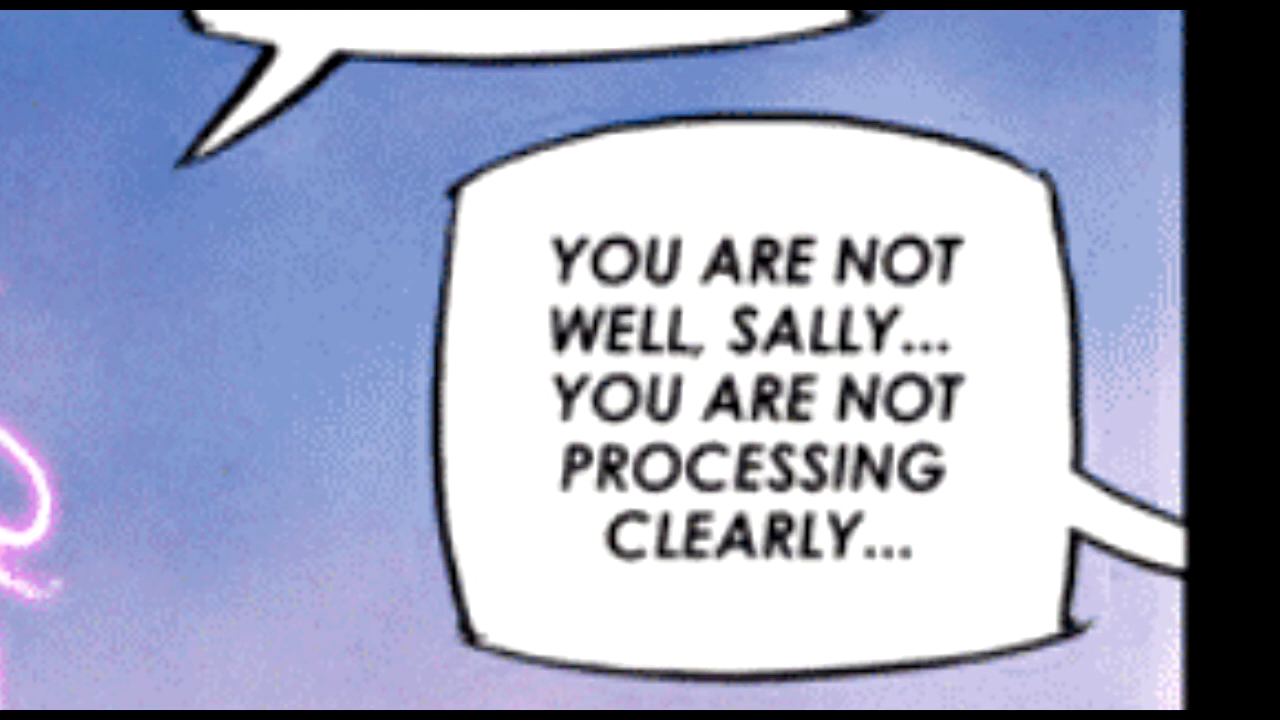 YOU ARE NOT
WELL, SALLY...
YOU ARE NOT
PROCESSING
CLEARLY...